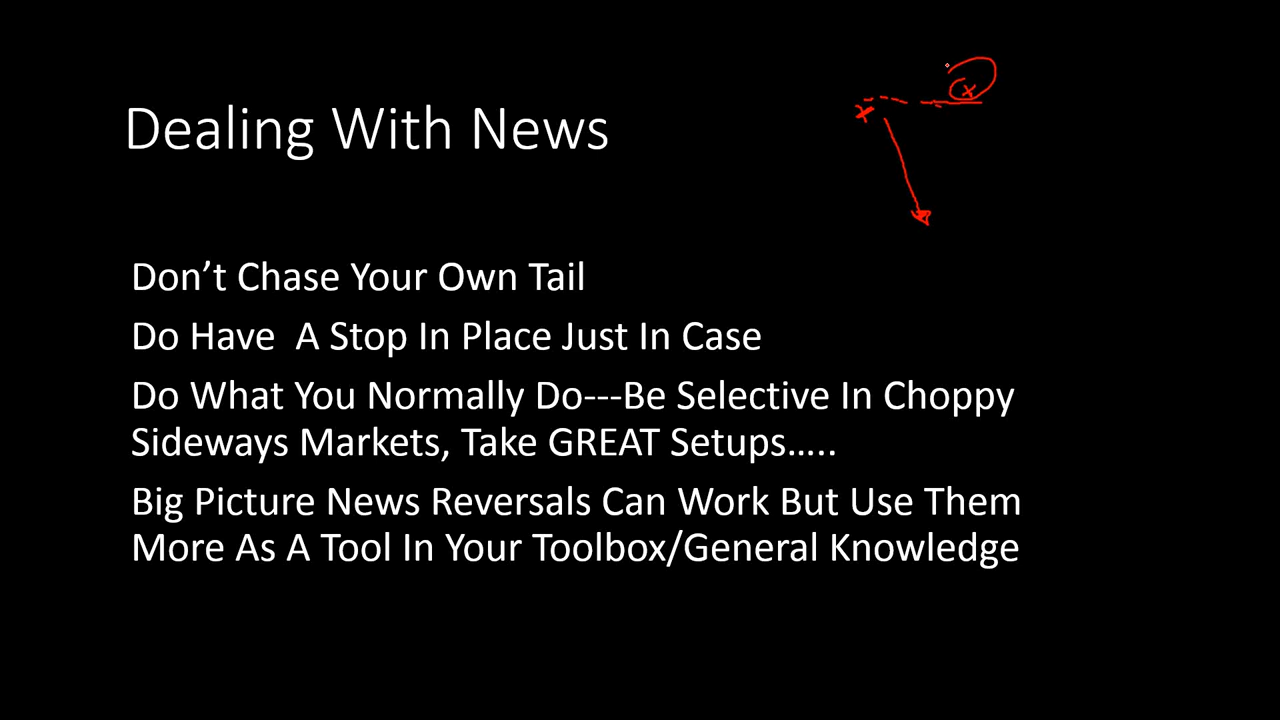 Dealing With News
Don’t Chase Your Own Tail
Do Have  A Stop In Place Just In Case
Do What You Normally Do---Be Selective In Choppy
Sideways Markets, Take GREAT Setups…..
Big Picture News Reversals Can Work But Use Them
More As A Tool In Your Toolbox/General Knowledge